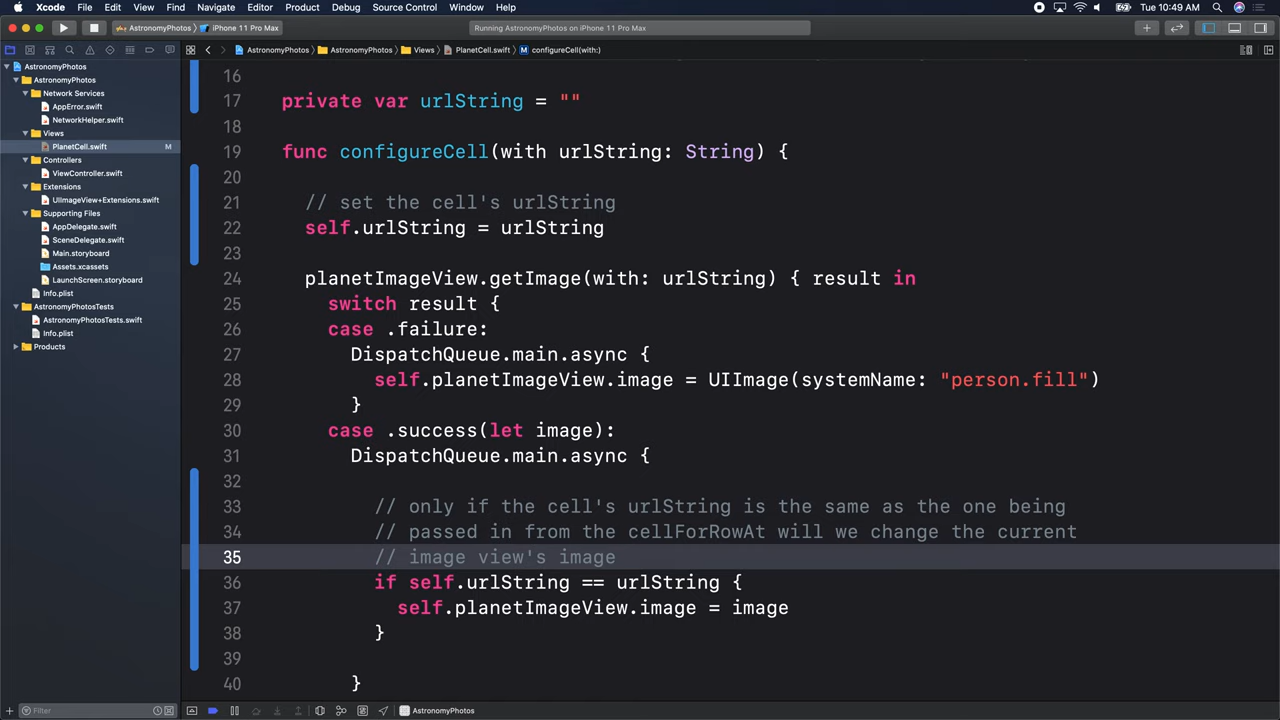 Xcode File Edit View Find Navigate Editor Product Debug Source Control Window Help Tue 10:49 AM
AstronomyPhotos iPhone 11 Pro Max Running AstronomyPhotos on iPhone 11 Pro Max
AstronomyPhotos AstronomyPhotos Views PlanetCell.swift M configureCell(with:)
AstronomyPhotos
AstronomyPhotos
Network Services
AppError.swift
NetworkHelper.swift
Views
PlanetCell.swift M
Controllers
ViewController.swift
Extensions
UIImageView+Extensions.swift
Supporting Files
AppDelegate.swift
SceneDelegate.swift
Main.storyboard
Assets.xcassets
LaunchScreen.storyboard
Info.plist
AstronomyPhotosTests
AstronomyPhotosTests.swift
Info.plist
Products
16
17 private var urlString = ""
18
19 func configureCell(with urlString: String) {
20
21 // set the cell's urlString
22 self.urlString = urlString
23
24 planetImageView.getImage(with: urlString) { result in
25 switch result {
26 case .failure:
27 DispatchQueue.main.async {
28 self.planetImageView.image = UIImage(systemName: "person.fill")
29 }
30 case .success(let image):
31 DispatchQueue.main.async {
32
33 // only if the cell's urlString is the same as the one being
34 // passed in from the cellForRowAt will we change the current
35 // image view's image
36 if self.urlString == urlString {
37 self.planetImageView.image = image
38 }
39
40 }
Filter AstronomyPhotos